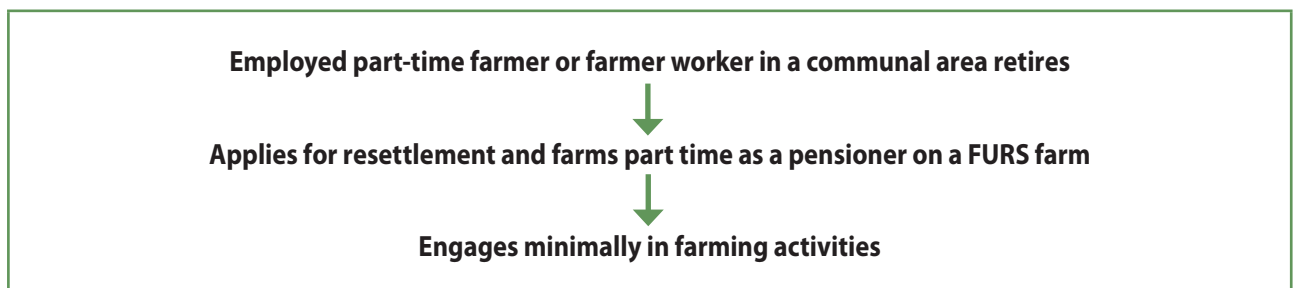 Employed part-time farmer or farmer worker in a communal area retires
Applies for resettlement and farms part time as a pensioner on a FURS farm
Engages minimally in farming activities